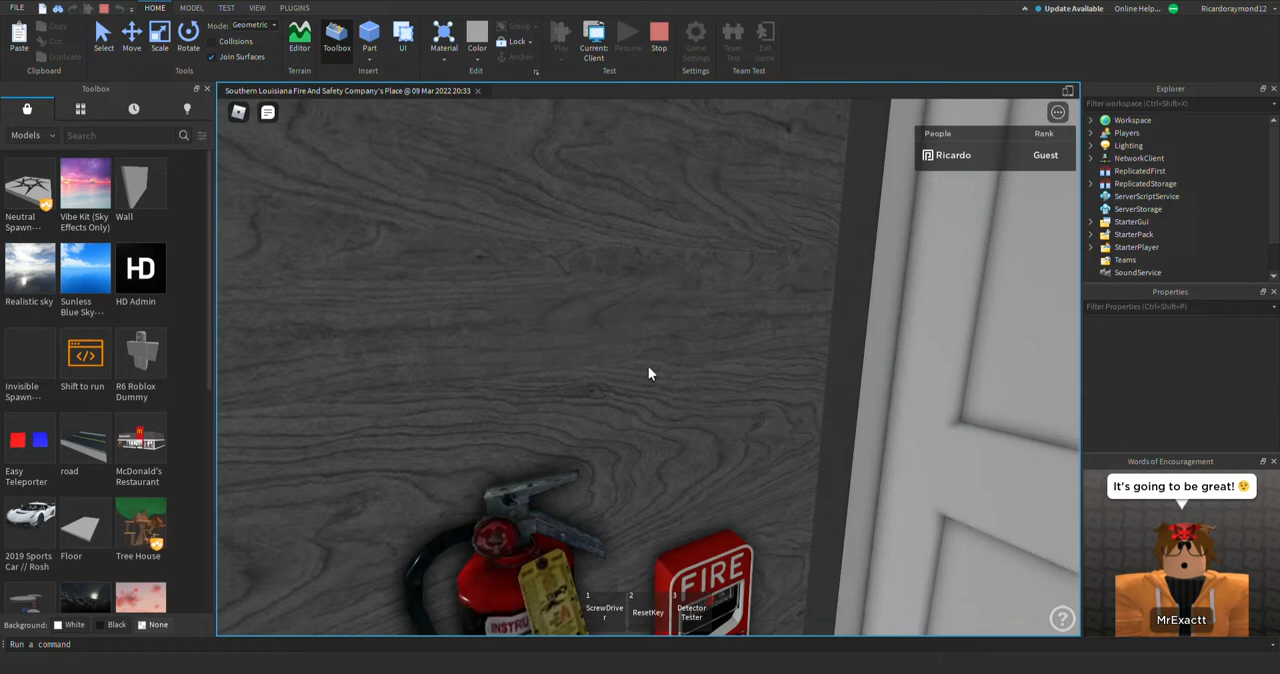 FILE HOME MODEL TEST VIEW PLUGINS Update Available Online Help... Ricardoraymond12
Paste Copy Cut Duplicate Select Move Scale Rotate Mode: Geometric Collisions Join Surfaces Editor Toolbox Part UI Material Color Group Lock Anchor Play Current: Client Resume Stop Game Settings Team Test Exit Game
Clipboard Tools Terrain Insert Edit Test Settings Team Test
Toolbox
Models Search
Neutral Spawn...
Vibe Kit (Sky Effects Only)
Wall
Realistic sky
Sunless Blue Sky...
HD
HD Admin
Invisible Spawn...
Shift to run
R6 Roblox Dummy
Easy Teleporter
road
McDonald's Restaurant
2019 Sports Car // Rosh
Floor
Tree House
Background: White Black None
Run a command
Southern Louisiana Fire And Safety Company's Place @ 09 Mar 2022 20:33
People Rank
Ricardo Guest
FIRE
INSTRU
1 ScrewDriver
2 ResetKey
3 Detector Tester
?
Explorer
Filter workspace (Ctrl+Shift+X)
Workspace
Players
Lighting
NetworkClient
ReplicatedFirst
ReplicatedStorage
ServerScriptService
ServerStorage
StarterGui
StarterPack
StarterPlayer
Teams
SoundService
Properties
Filter Properties (Ctrl+Shift+P)
Words of Encouragement
It's going to be great! 😉
MrExactt